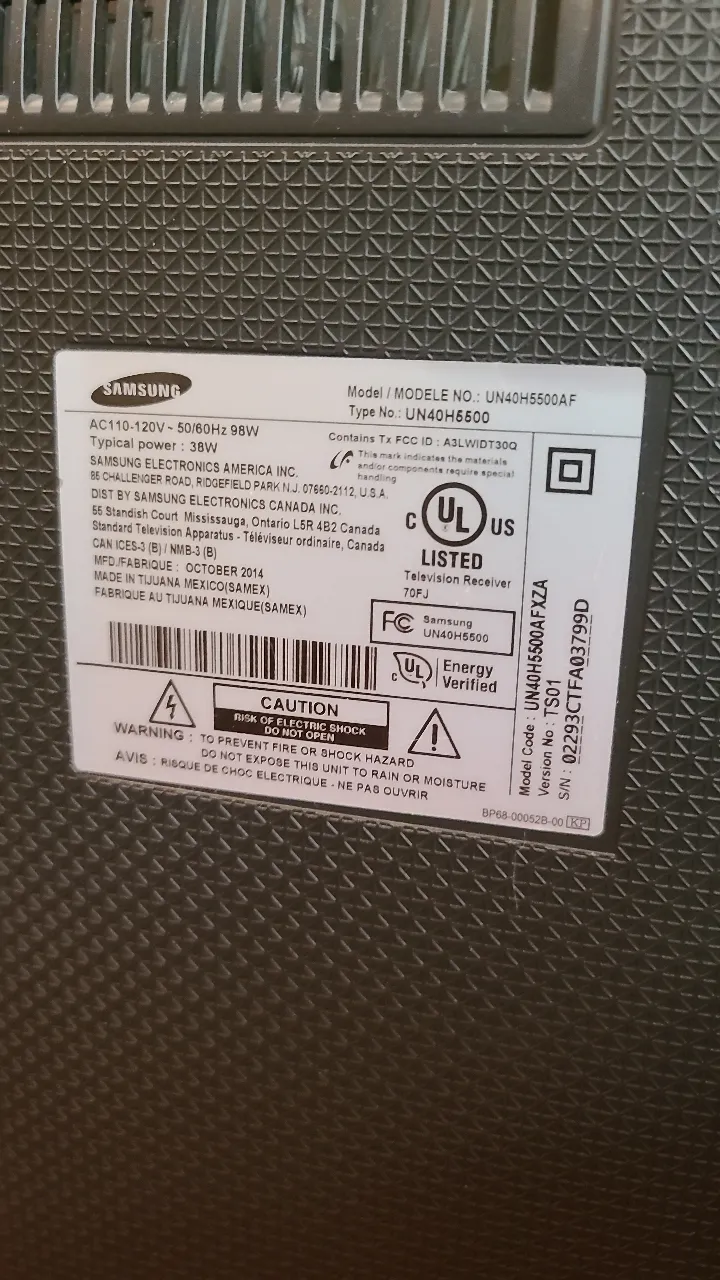 SAMSUNG
Model / MODELE NO.: UN40H5500AF
Type No.: UN40H5500
AC110-120V ~ 50/60Hz 98W
Typical power : 38W
SAMSUNG ELECTRONICS AMERICA INC.
85 CHALLENGER ROAD, RIDGEFIELD PARK N.J. 07660-2112, U.S.A.
DIST BY SAMSUNG ELECTRONICS CANADA INC.
55 Standish Court Mississauga, Ontario L5R 4B2 Canada
Standard Television Apparatus - Téléviseur ordinaire, Canada
CAN ICES-3 (B) / NMB-3 (B)
MFD./FABRIQUE : OCTOBER 2014
MADE IN TIJUANA MEXICO(SAMEX)
FABRIQUE AU TIJUANA MEXIQUE(SAMEX)
Contains Tx FCC ID : A3LWIDT30Q
This mark indicates the materials
and/or components require special
handling
C UL US
®
LISTED
Television Receiver
70FJ
FC Samsung
UN40H5500
c UL Energy
Verified
CAUTION
RISK OF ELECTRIC SHOCK
DO NOT OPEN
WARNING : TO PREVENT FIRE OR SHOCK HAZARD
DO NOT EXPOSE THIS UNIT TO RAIN OR MOISTURE
AVIS : RISQUE DE CHOC ELECTRIQUE - NE PAS OUVRIR
Model Code : UN40H5500AFXZA
Version No : TS01
S/N : 02293CTFA03799D
BP68-00052B-00 KP